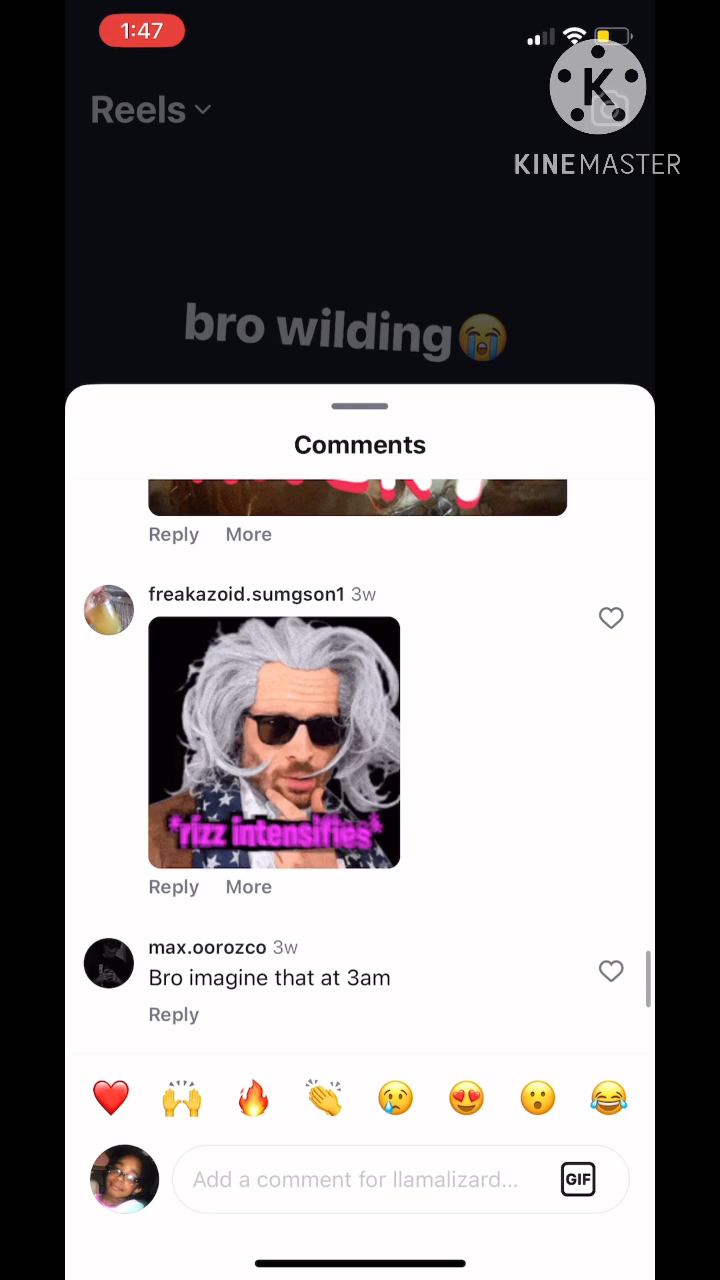 1:47
Reels
K
KINEMASTER
bro wilding😭
Comments
Reply More
freakazoid.sumgson1 3w
*rizz intensifies*
Reply More
max.oorozco 3w
Bro imagine that at 3am
Reply
Add a comment for llamalizard...
GIF